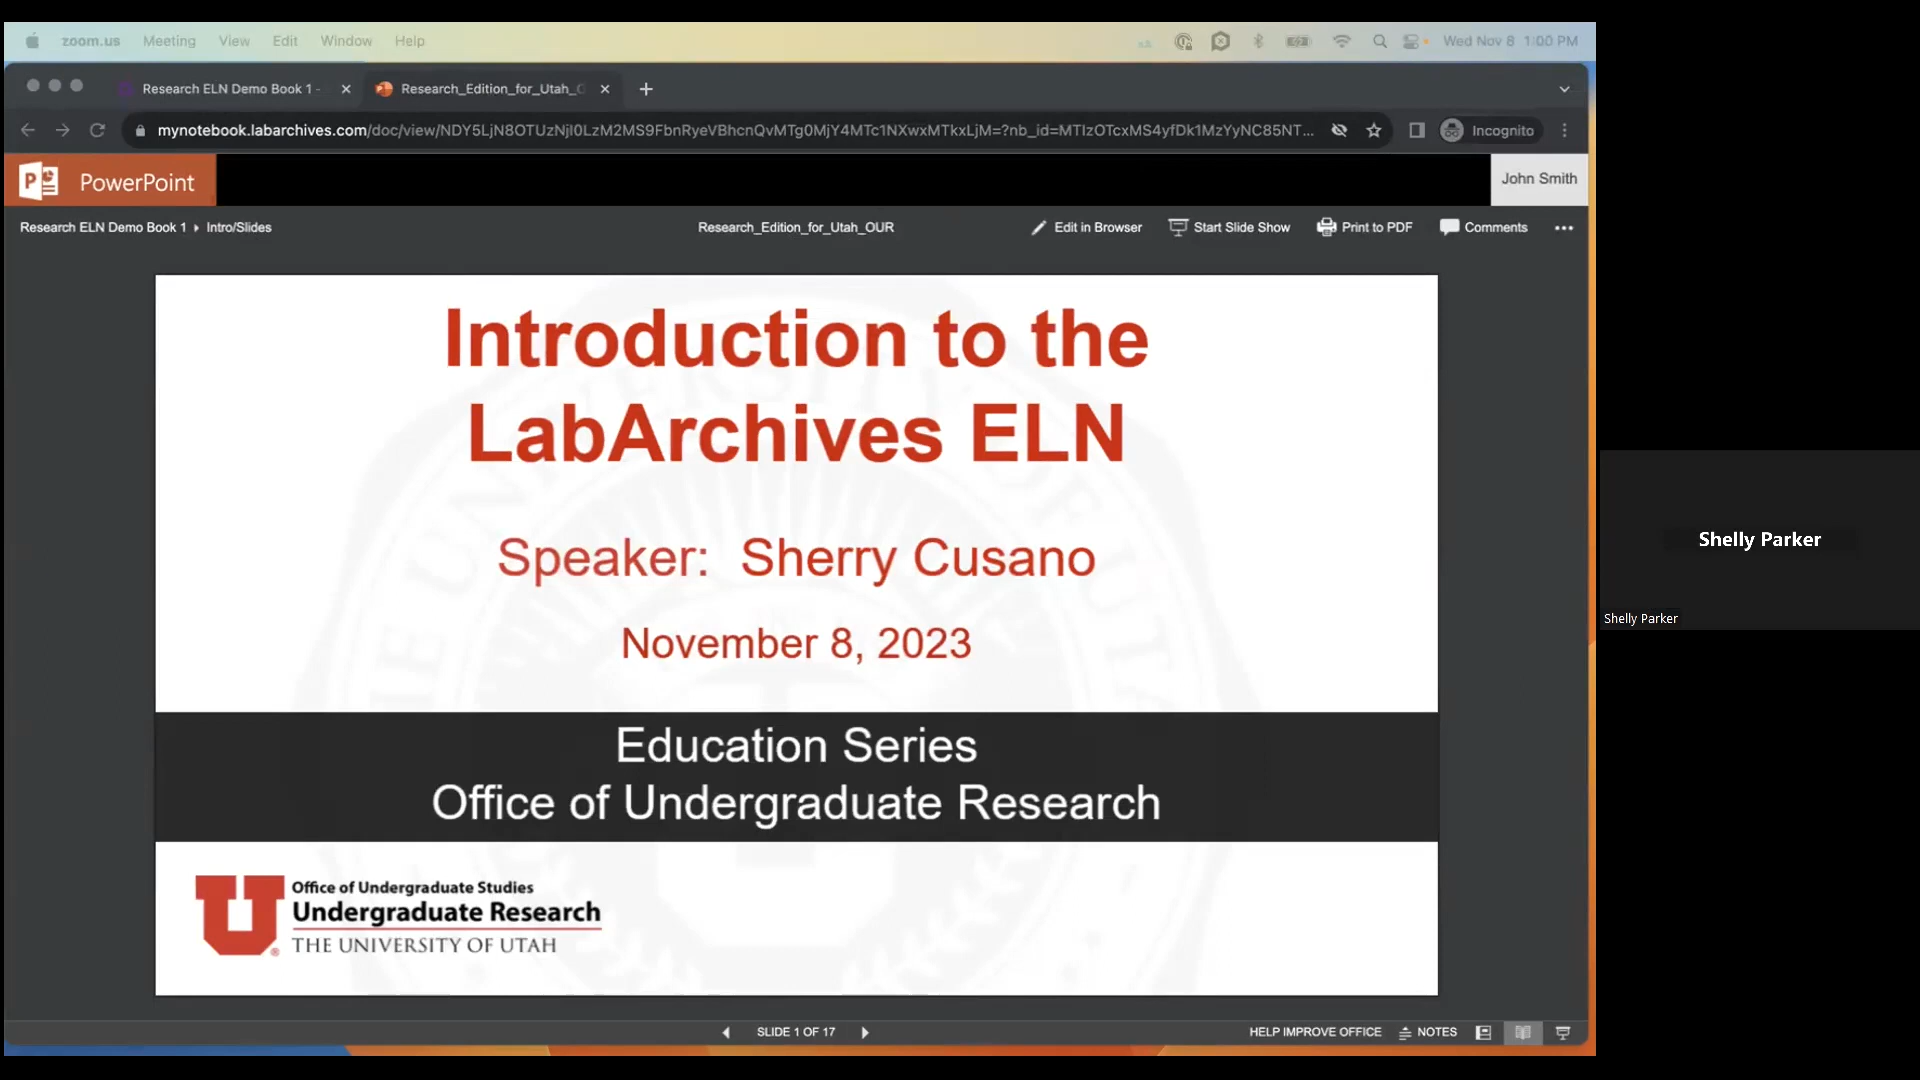 zoom.us Meeting View Edit Window Help Wed Nov 8 1:00 PM
Research ELN Demo Book 1 - Research_Edition_for_Utah_O
mynotebook.labarchives.com/doc/view/NDY5LjN8OTUzNjI0LzM2MS9FbnRyeVBhcnQvMTg0MjY4MTc1NXwxMTkxLjM=?nb_id=MTIzOTcxMS4yfDk1MzYyNC85NT... Incognito
PowerPoint
John Smith
Research ELN Demo Book 1 Intro/Slides Research_Edition_for_Utah_OUR Edit in Browser Start Slide Show Print to PDF Comments
Introduction to the
LabArchives ELN
Speaker: Sherry Cusano
November 8, 2023
Education Series
Office of Undergraduate Research
Office of Undergraduate Studies
Undergraduate Research
THE UNIVERSITY OF UTAH
SLIDE 1 OF 17 HELP IMPROVE OFFICE NOTES
Shelly Parker
Shelly Parker